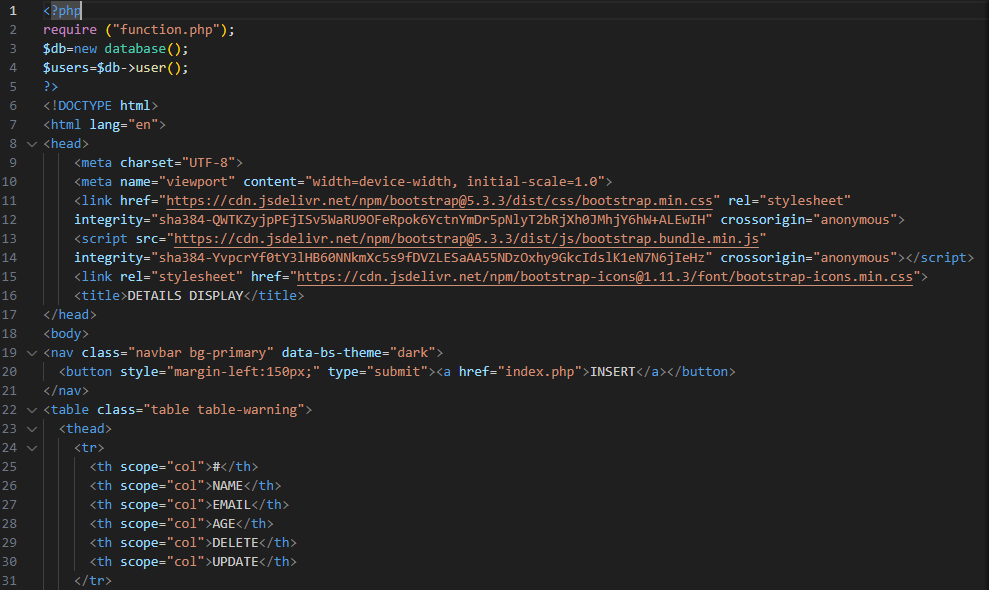 1 <?php
2 require ("function.php");
3 $db=new database();
4 $users=$db->user();
5 ?>
6 <!DOCTYPE html>
7 <html lang="en">
8 <head>
9     <meta charset="UTF-8">
10     <meta name="viewport" content="width=device-width, initial-scale=1.0">
11     <link href="https://cdn.jsdelivr.net/npm/bootstrap@5.3.3/dist/css/bootstrap.min.css" rel="stylesheet"
12     integrity="sha384-QWTKZyjpPEjISv5WaRU9OFeRpok6YctnYmDr5pNlyT2bRjXh0JMhjY6hW+ALEwIH" crossorigin="anonymous">
13     <script src="https://cdn.jsdelivr.net/npm/bootstrap@5.3.3/dist/js/bootstrap.bundle.min.js"
14     integrity="sha384-YvpcrYf0tY3lHB60NNkmXc5s9fDVZLESaAA55NDzOxhy9GkcIdslK1eN7N6jIeHz" crossorigin="anonymous"></script>
15     <link rel="stylesheet" href="https://cdn.jsdelivr.net/npm/bootstrap-icons@1.11.3/font/bootstrap-icons.min.css">
16     <title>DETAILS DISPLAY</title>
17 </head>
18 <body>
19 <nav class="navbar bg-primary" data-bs-theme="dark">
20   <button style="margin-left:150px;" type="submit"><a href="index.php">INSERT</a></button>
21 </nav>
22 <table class="table table-warning">
23   <thead>
24     <tr>
25       <th scope="col">#</th>
26       <th scope="col">NAME</th>
27       <th scope="col">EMAIL</th>
28       <th scope="col">AGE</th>
29       <th scope="col">DELETE</th>
30       <th scope="col">UPDATE</th>
31     </tr>